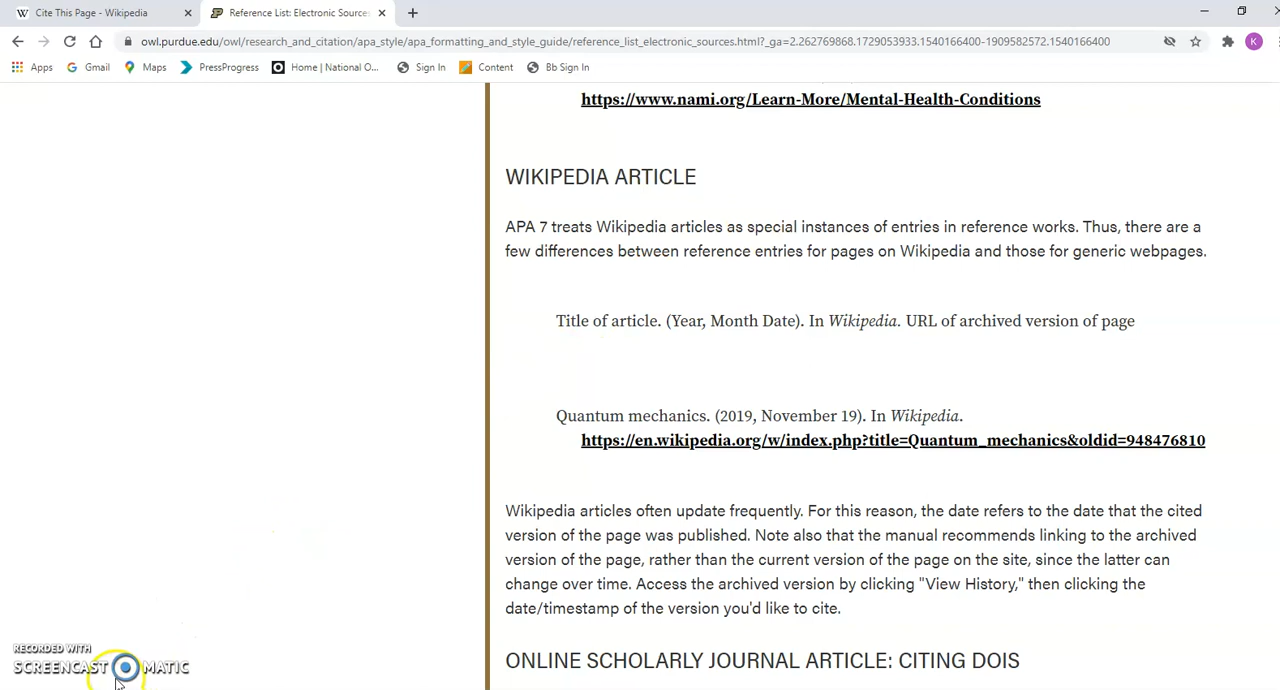 Cite This Page - Wikipedia
Reference List: Electronic Source
owl.purdue.edu/owl/research_and_citation/apa_style/apa_formatting_and_style_guide/reference_list_electronic_sources.html?_ga=2.262769868.1729053933.1540166400-1909582572.1540166400
K
Apps Gmail Maps PressProgress Home | National O... Sign In Content Bb Sign In
https://www.nami.org/Learn-More/Mental-Health-Conditions
WIKIPEDIA ARTICLE
APA 7 treats Wikipedia articles as special instances of entries in reference works. Thus, there are a
few differences between reference entries for pages on Wikipedia and those for generic webpages.
Title of article. (Year, Month Date). In Wikipedia. URL of archived version of page
Quantum mechanics. (2019, November 19). In Wikipedia.
https://en.wikipedia.org/w/index.php?title=Quantum_mechanics&oldid=948476810
Wikipedia articles often update frequently. For this reason, the date refers to the date that the cited
version of the page was published. Note also that the manual recommends linking to the archived
version of the page, rather than the current version of the page on the site, since the latter can
change over time. Access the archived version by clicking "View History," then clicking the
date/timestamp of the version you'd like to cite.
ONLINE SCHOLARLY JOURNAL ARTICLE: CITING DOIS
RECORDED WITH
SCREENCAST MATIC